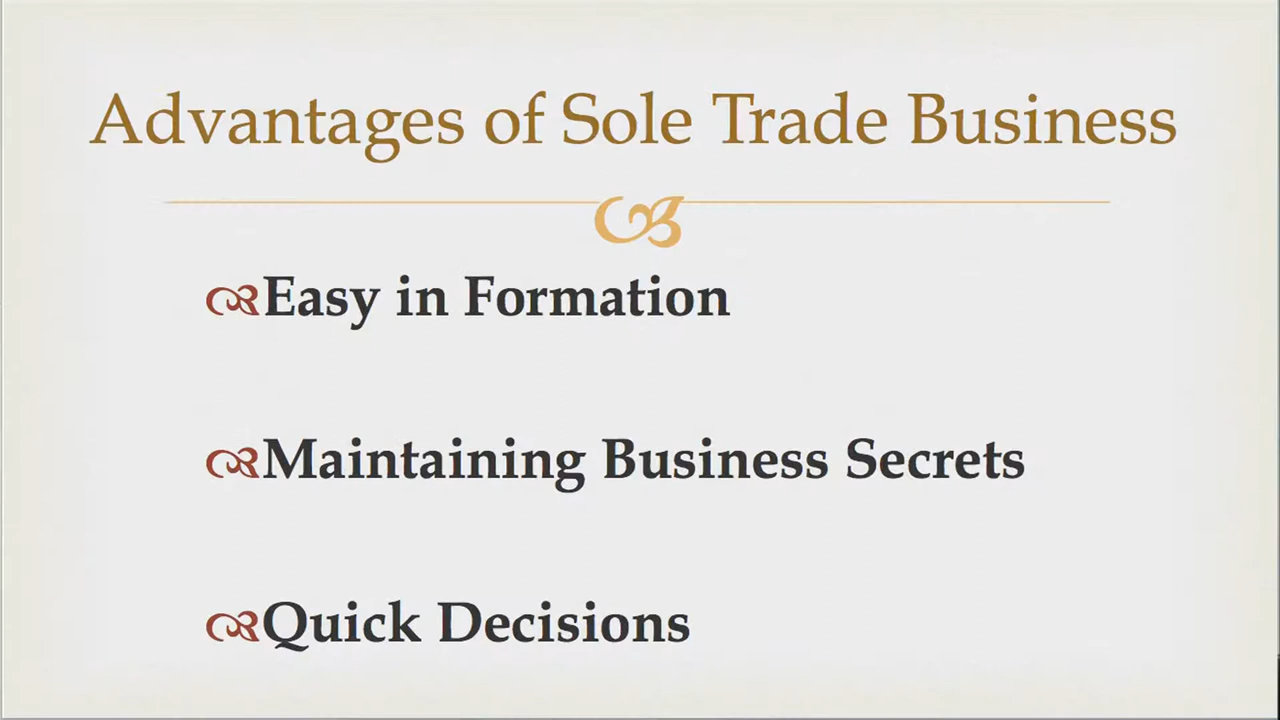 Advantages of Sole Trade Business
Easy in Formation
Maintaining Business Secrets
Quick Decisions